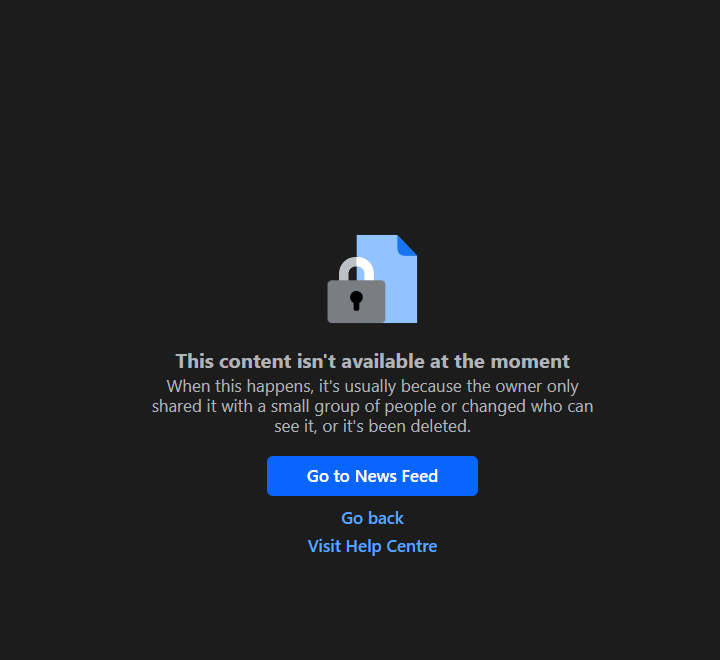 This content isn't available at the moment
When this happens, it's usually because the owner only
shared it with a small group of people or changed who can
see it, or it's been deleted.
Go to News Feed
Go back
Visit Help Centre